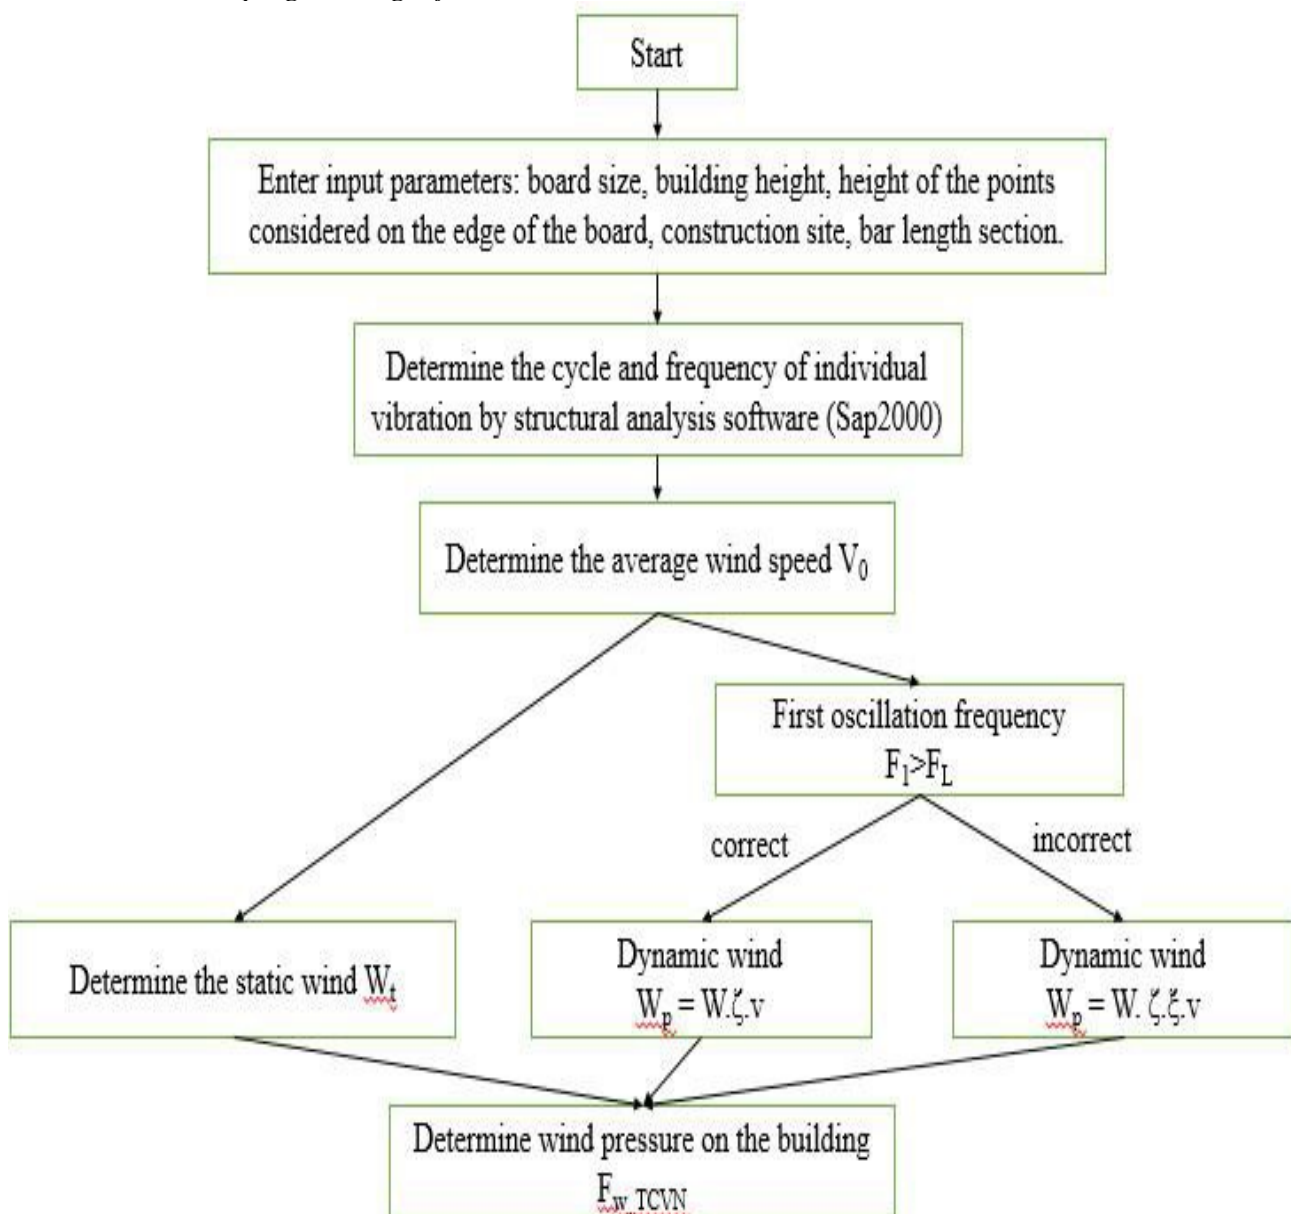 Start
Enter input parameters: board size, building height, height of the points
considered on the edge of the board, construction site, bar length section.
Determine the cycle and frequency of individual
vibration by structural analysis software (Sap2000)
Determine the average wind speed V₀
First oscillation frequency
F₁>F_L
correct
incorrect
Determine the static wind Wₜ
Dynamic wind
Wₚ = W.ζ.v
Dynamic wind
Wₚ = W. ζ.ξ.v
Determine wind pressure on the building
F_w_TCVN